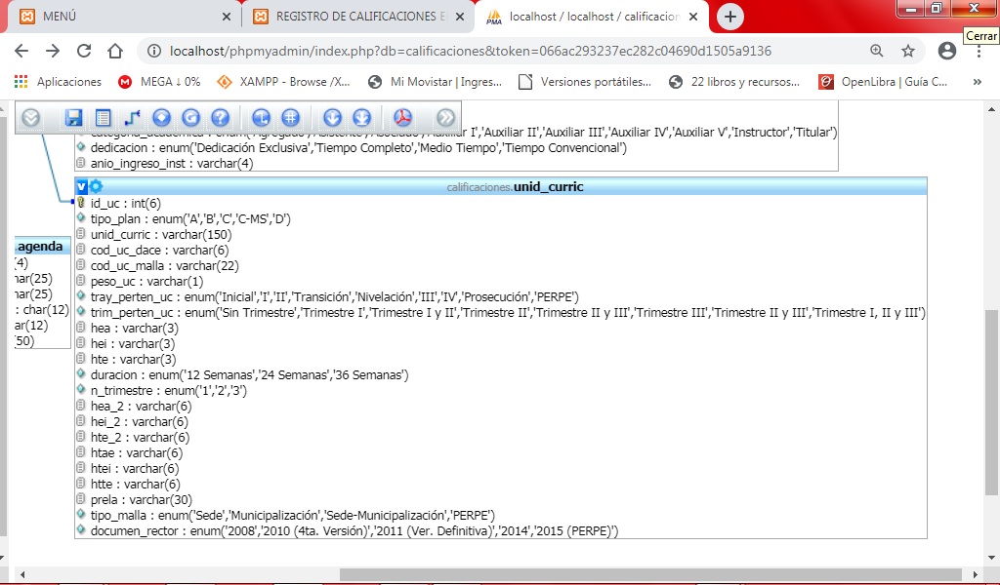 MENÚ
REGISTRO DE CALIFICACIONES E
PMA
localhost / localhost / calificacion
Cerrar
localhost/phpmyadmin/index.php?db=calificaciones&token=066ac293237ec282c04690d1505a9136
Aplicaciones
MEGA ↓ 0%
XAMPP - Browse /X...
Mi Movistar | Ingres...
Versiones portátiles...
22 libros y recursos...
OpenLibra | Guía C...
»
I','Auxiliar II','Auxiliar III','Auxiliar IV','Auxiliar V','Instructor','Titular')
dedicacion : enum('Dedicación Exclusiva','Tiempo Completo','Medio Tiempo','Tiempo Convencional')
anio_ingreso_inst : varchar(4)
calificaciones.unid_curric
id_uc : int(6)
tipo_plan : enum('A','B','C','C-MS','D')
unid_curric : varchar(150)
cod_uc_dace : varchar(6)
cod_uc_malla : varchar(22)
peso_uc : varchar(1)
tray_perten_uc : enum('Inicial','I','II','Transición','Nivelación','III','IV','Prosecución','PERPE')
trim_perten_uc : enum('Sin Trimestre','Trimestre I','Trimestre I y II','Trimestre II','Trimestre II y III','Trimestre III','Trimestre II y III','Trimestre I, II y III')
hea : varchar(3)
hei : varchar(3)
hte : varchar(3)
duracion : enum('12 Semanas','24 Semanas','36 Semanas')
n_trimestre : enum('1','2','3')
hea_2 : varchar(6)
hei_2 : varchar(6)
hte_2 : varchar(6)
htae : varchar(6)
htei : varchar(6)
htte : varchar(6)
prela : varchar(30)
tipo_malla : enum('Sede','Municipalización','Sede-Municipalización','PERPE')
documen_rector : enum('2008','2010 (4ta. Versión)','2011 (Ver. Definitiva)','2014','2015 (PERPE)')
agenda
(4)
har(25)
har(25)
: char(12)
ar(12)
(50)